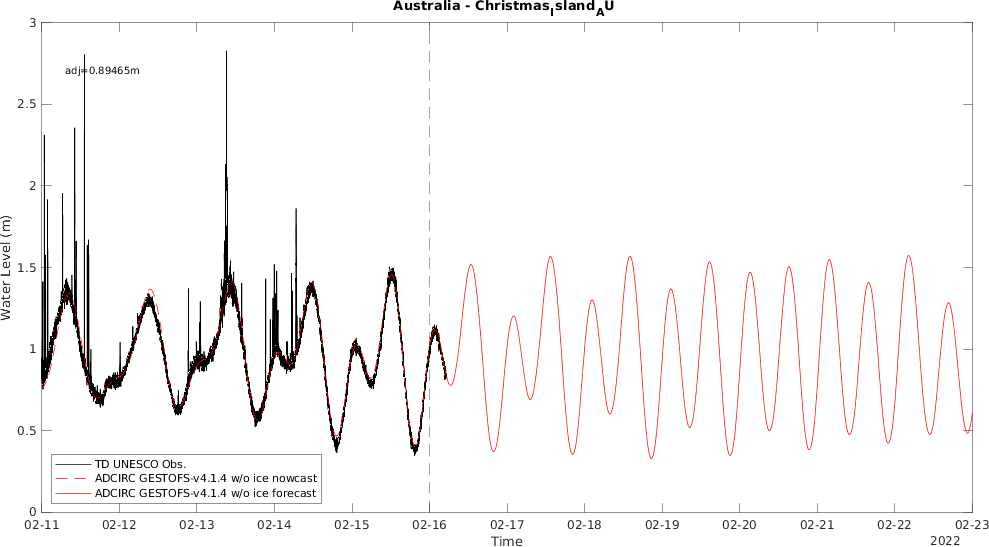 Australia - Christmas_Island_AU
3
2.5
2
1.5
1
0.5
0
Water Level (m)
adj=0.89465m
TD UNESCO Obs.
ADCIRC GESTOFS-v4.1.4 w/o ice nowcast
ADCIRC GESTOFS-v4.1.4 w/o ice forecast
02-11 02-12 02-13 02-14 02-15 02-16 02-17 02-18 02-19 02-20 02-21 02-22 02-23
Time
2022